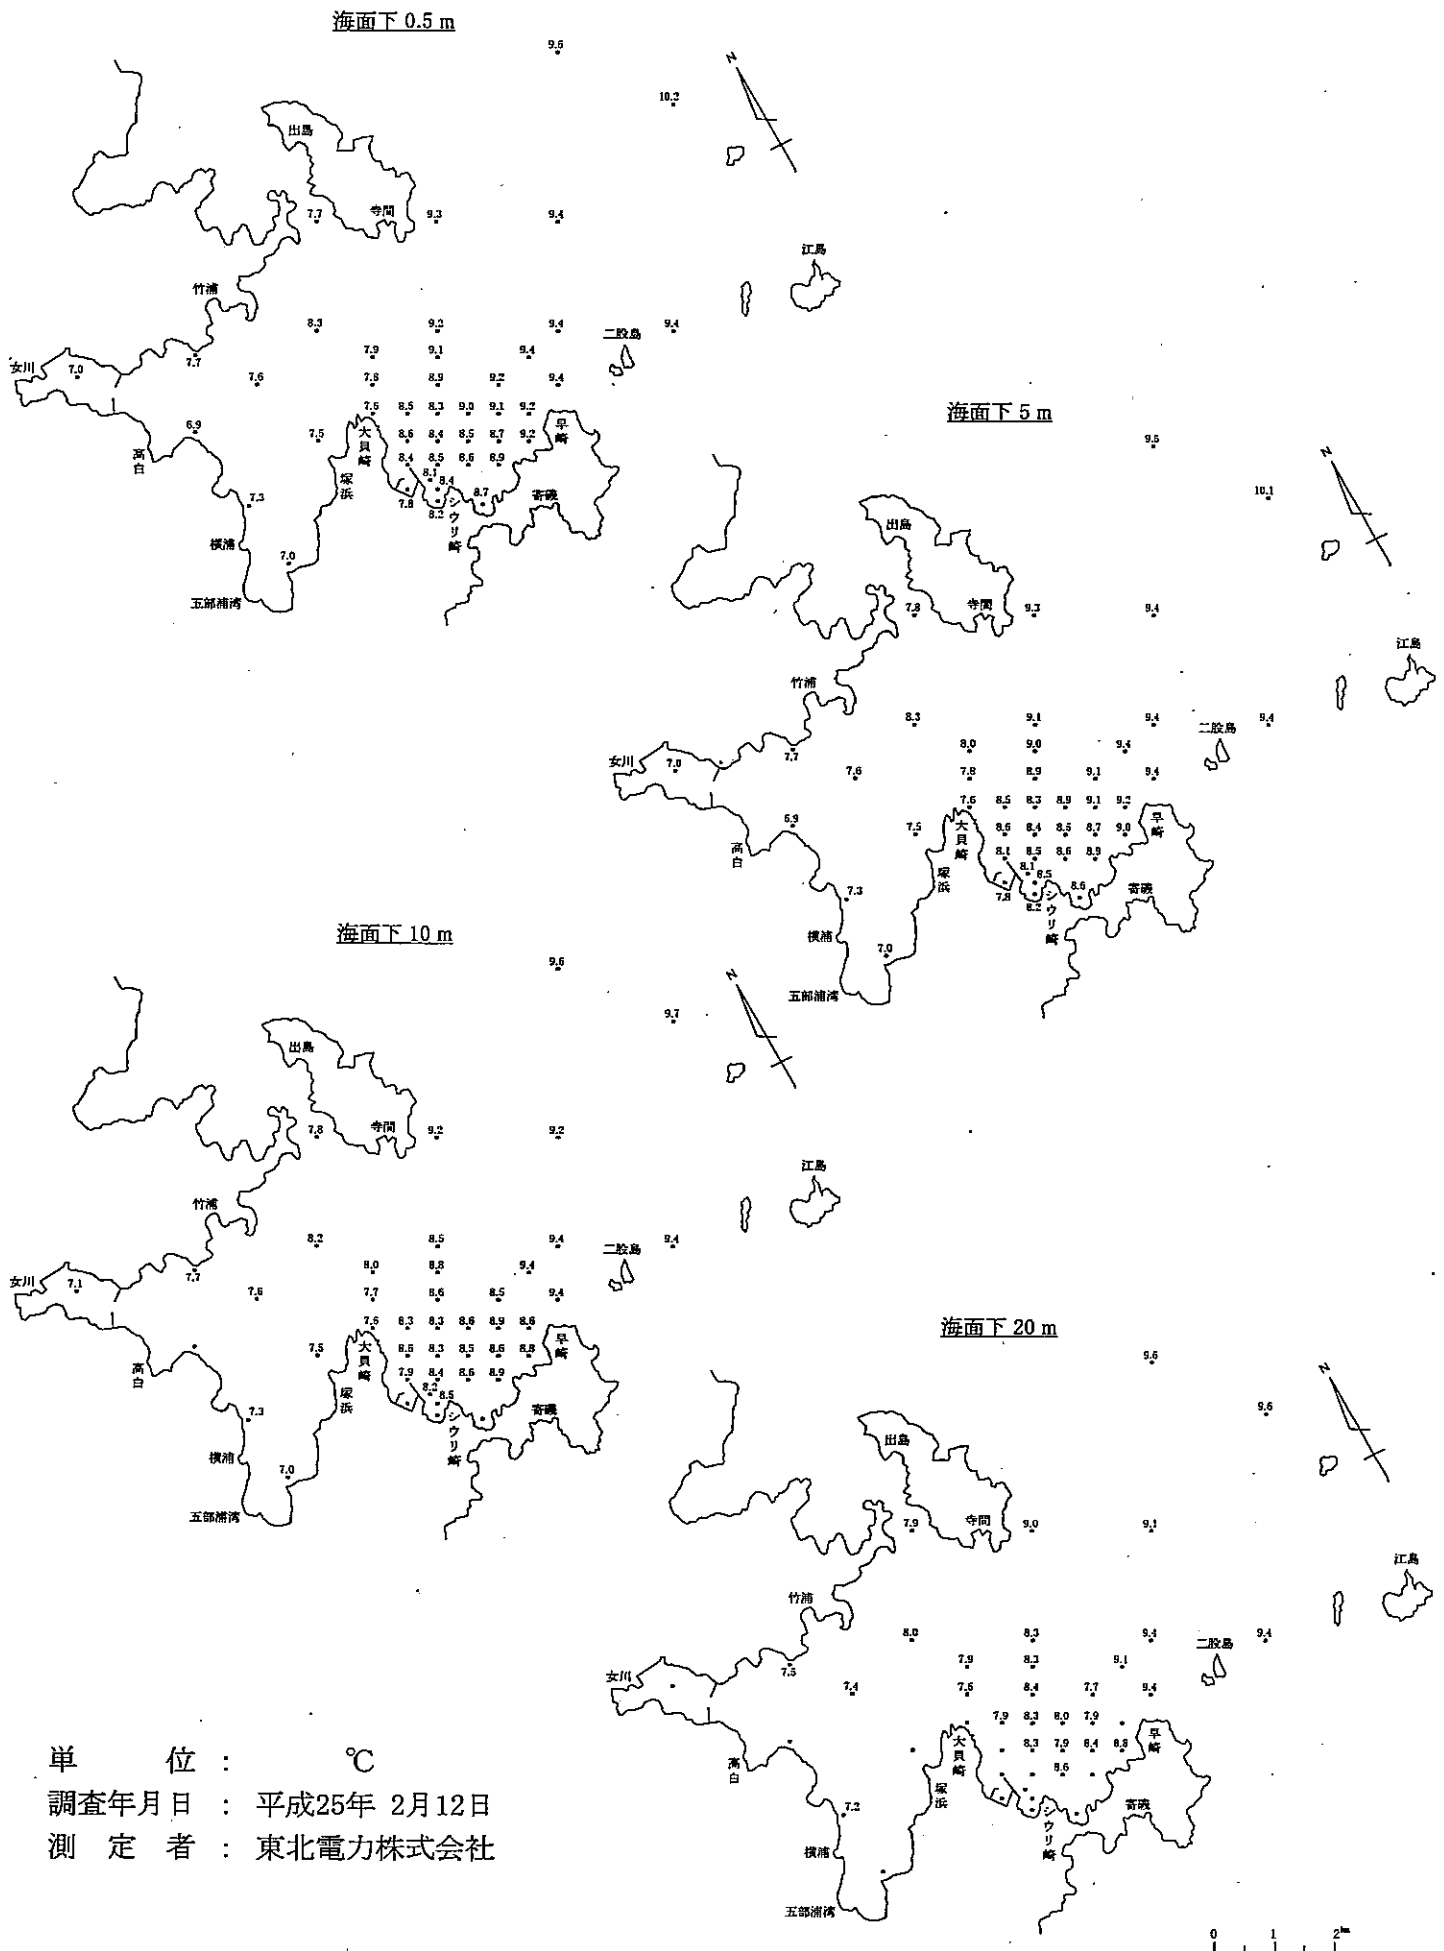 海面下 0.5 m
9.6
10.2
N
出島
寺間
7.7
9.3
9.4
江島
竹浦
8.3
9.2
9.4
二股島
9.4
7.9
9.1
9.4
女川
7.0
7.7
7.6
7.8
8.9
9.2
9.4
7.6
8.5
8.3
9.0
9.1
9.2
早崎
6.9
高白
7.5
大貝崎
8.6
8.4
8.5
8.7
9.2
8.4
8.5
8.6
8.9
8.1
8.4
塚浜
7.8
8.2
シウリ崎
8.7
寄磯
7.3
横浦
7.0
五部浦湾
海面下 5 m
9.6
10.1
N
出島
寺間
7.8
9.3
9.4
江島
竹浦
8.3
9.1
9.4
二股島
9.4
8.0
9.0
9.4
女川
7.0
7.7
7.6
7.8
8.9
9.1
9.4
7.6
8.5
8.3
8.9
9.1
9.2
早崎
6.9
高白
7.5
大貝崎
8.6
8.4
8.5
8.7
9.0
8.1
8.5
8.6
8.9
8.1
8.5
塚浜
7.8
8.2
シウリ崎
8.6
寄磯
7.3
横浦
7.0
五部浦湾
海面下 10 m
9.6
9.7
N
出島
寺間
7.8
9.2
9.2
江島
竹浦
8.2
8.5
9.4
二股島
9.4
8.0
8.8
9.4
女川
7.1
7.7
7.6
7.7
8.6
8.5
9.4
7.6
8.3
8.3
8.6
8.9
8.6
早崎
高白
7.5
大貝崎
8.6
8.3
8.5
8.6
8.8
7.9
8.4
8.6
8.9
8.2
8.5
塚浜
シウリ崎
寄磯
7.3
横浦
7.0
五部浦湾
海面下 20 m
9.6
9.6
N
出島
寺間
7.9
9.0
9.1
江島
竹浦
8.0
8.3
9.4
二股島
9.4
7.9
8.3
9.1
女川
7.5
7.4
7.6
8.4
7.7
9.4
7.9
8.3
8.0
7.9
早崎
高白
大貝崎
8.3
7.9
8.4
8.8
8.6
塚浜
シウリ崎
寄磯
7.2
横浦
五部浦湾
単 位 : ℃
調査年月日 : 平成25年 2月12日
測 定 者 : 東北電力株式会社
0 1 2km